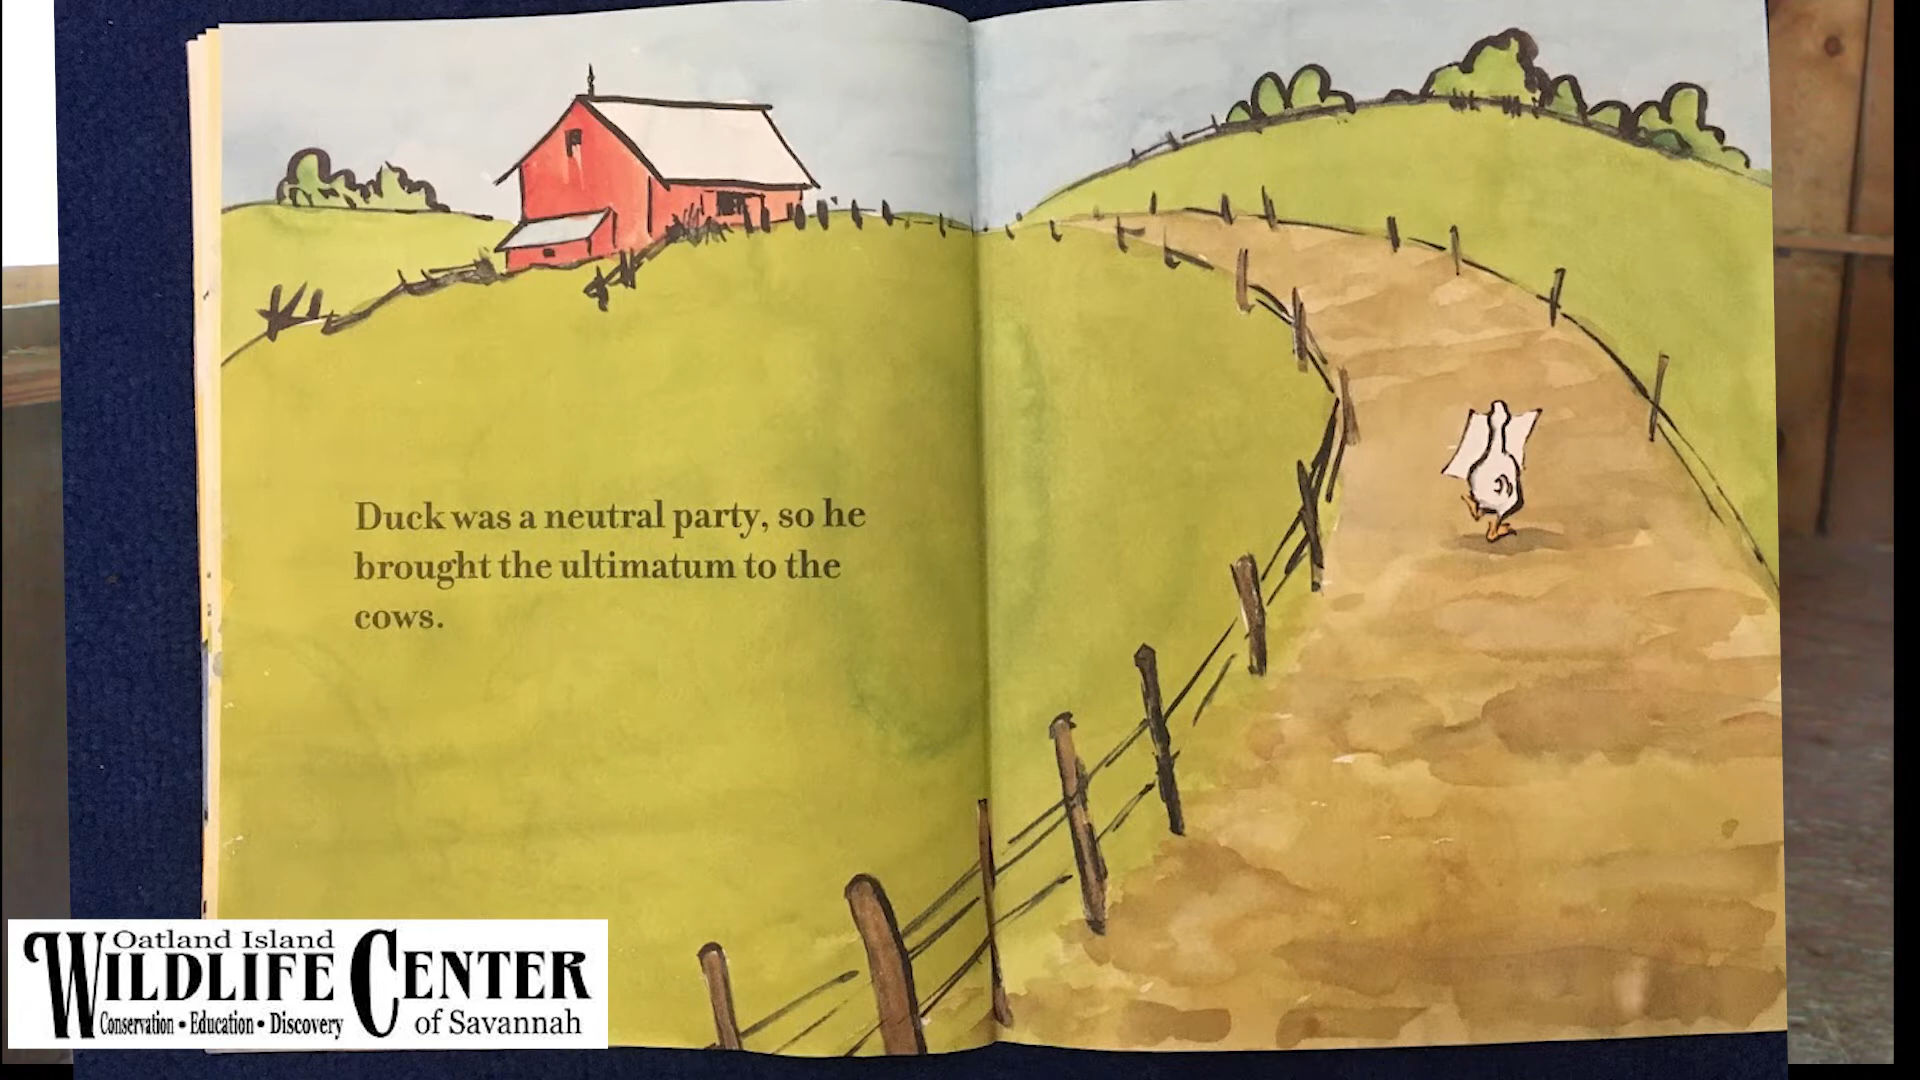 Duck was a neutral party, so he
brought the ultimatum to the
cows.
Oatland Island
WILDLIFE CENTER
Conservation • Education • Discovery
of Savannah